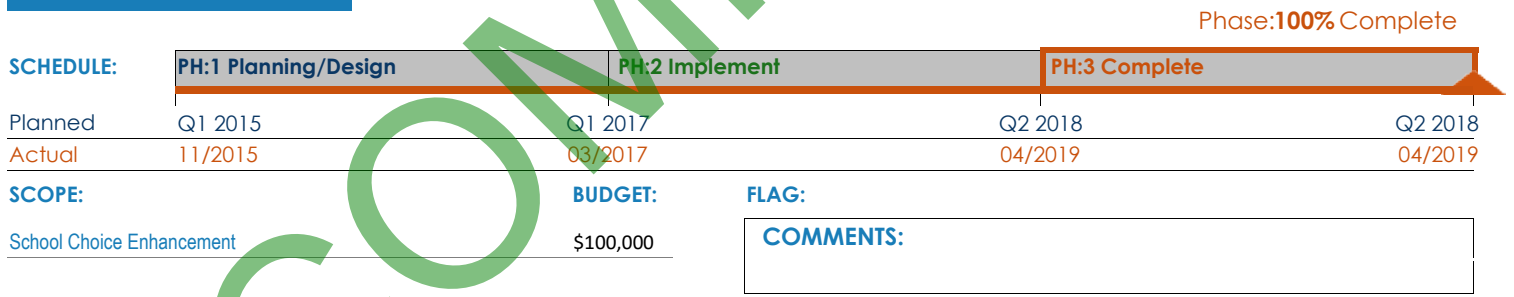 Phase:100% Complete
SCHEDULE: PH:1 Planning/Design PH:2 Implement PH:3 Complete
Planned Q1 2015 Q1 2017 Q2 2018 Q2 2018
Actual 11/2015 03/2017 04/2019 04/2019
SCOPE: BUDGET: FLAG:
School Choice Enhancement $100,000 COMMENTS:
COM